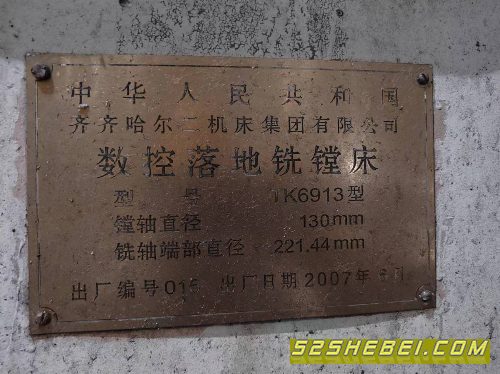 中华人民共和国
齐齐哈尔二机床集团有限公司
数控落地铣镗床
型号 TK6913型
镗轴直径 130mm
铣轴端部直径 221.44mm
出厂编号 出厂日期 2007年
52SHEBEI.COM